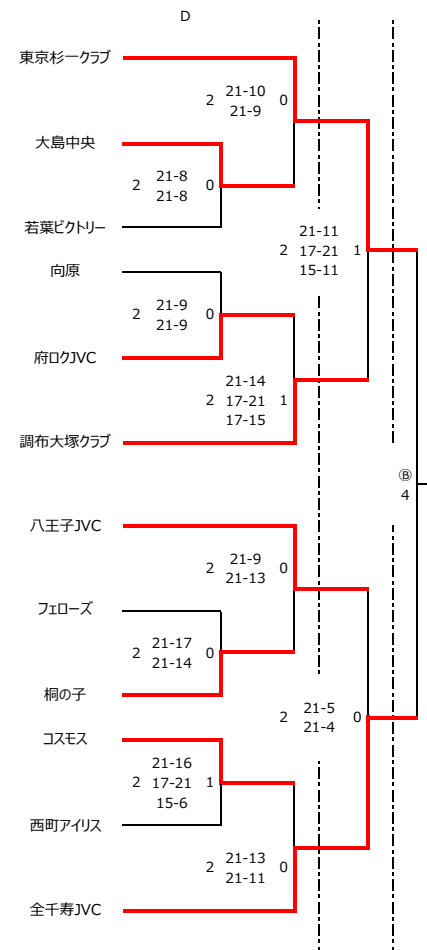 D
東京杉一クラブ
2 21-10 0
21-9
大島中央
2 21-8 0
21-8
若葉ビクトリー
21-11
2 17-21 1
15-11
向原
2 21-9 0
21-9
府ロクJVC
21-14
2 17-21 1
17-15
調布大塚クラブ
Ⓑ
4
八王子JVC
2 21-9 0
21-13
フェローズ
2 21-17 0
21-14
桐の子
2 21-5 0
21-4
コスモス
21-16
2 17-21 1
15-6
西町アイリス
2 21-13 0
21-11
全千寿JVC